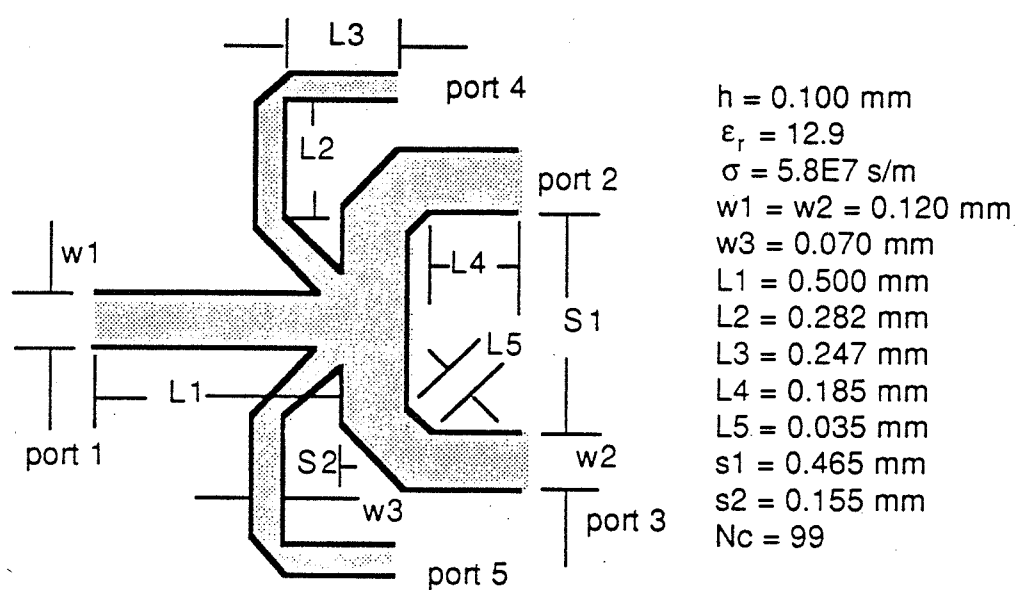 L3
port 4
L2
port 2
w1
L4
S1
L5
L1
port 1
S2
w2
w3
port 3
port 5
h = 0.100 mm
εr = 12.9
σ = 5.8E7 s/m
w1 = w2 = 0.120 mm
w3 = 0.070 mm
L1 = 0.500 mm
L2 = 0.282 mm
L3 = 0.247 mm
L4 = 0.185 mm
L5 = 0.035 mm
s1 = 0.465 mm
s2 = 0.155 mm
Nc = 99